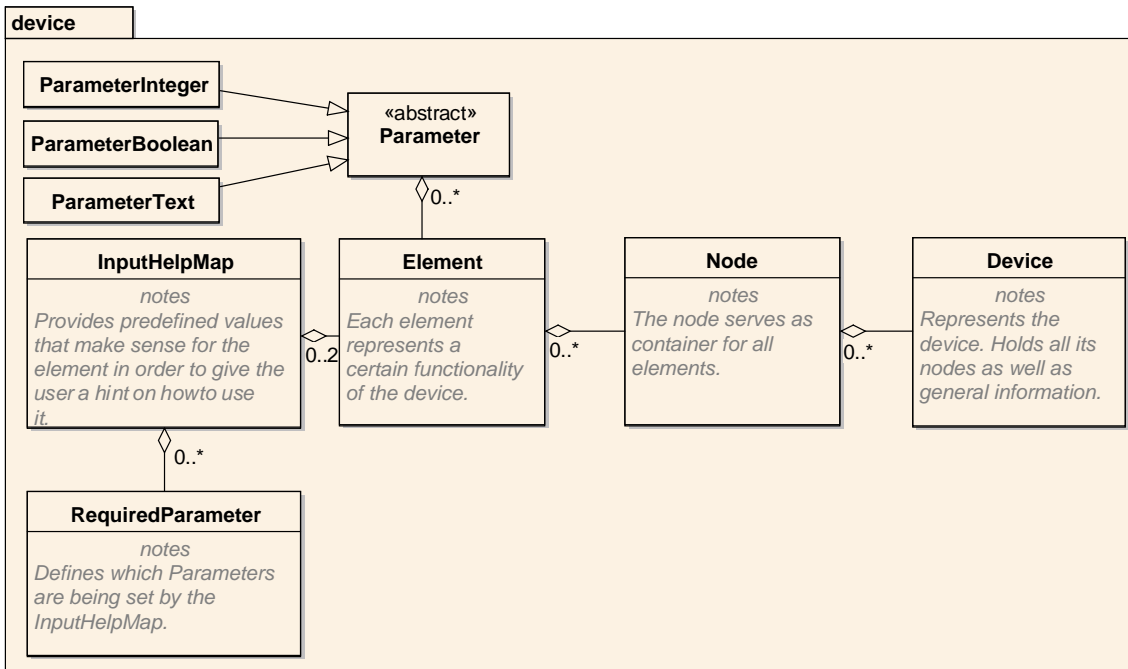 device
ParameterInteger
ParameterBoolean
ParameterText
«abstract»
Parameter
0..*
InputHelpMap
notes
Provides predefined values
that make sense for the
element in order to give the
user a hint on howto use
it.
0..2
Element
notes
Each element
represents a
certain functionality
of the device.
0..*
Node
notes
The node serves as
container for all
elements.
0..*
Device
notes
Represents the
device. Holds all its
nodes as well as
general information.
0..*
RequiredParameter
notes
Defines which Parameters
are being set by the
InputHelpMap.